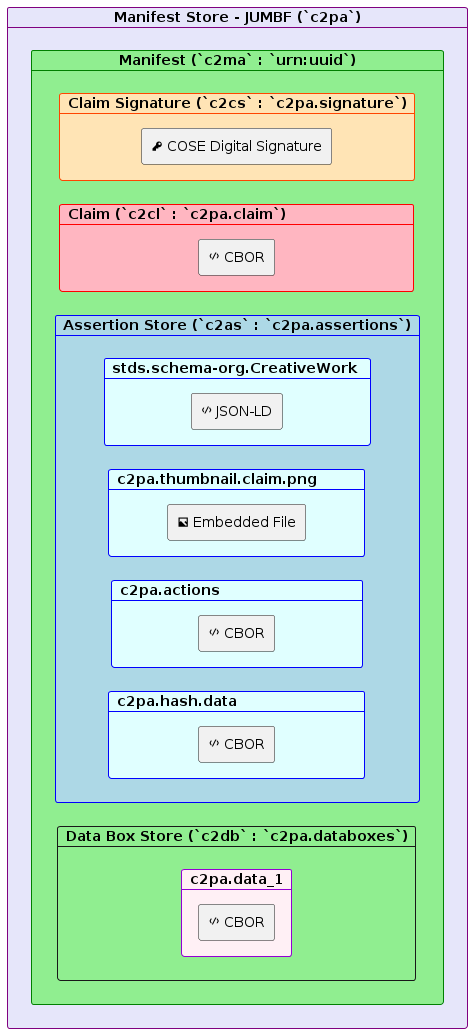 Manifest Store - JUMBF (`c2pa`)
Manifest (`c2ma` : `urn:uuid`)
Claim Signature (`c2cs` : `c2pa.signature`)
COSE Digital Signature
Claim (`c2cl` : `c2pa.claim`)
CBOR
Assertion Store (`c2as` : `c2pa.assertions`)
stds.schema-org.CreativeWork
JSON-LD
c2pa.thumbnail.claim.png
Embedded File
c2pa.actions
CBOR
c2pa.hash.data
CBOR
Data Box Store (`c2db` : `c2pa.databoxes`)
c2pa.data_1
CBOR